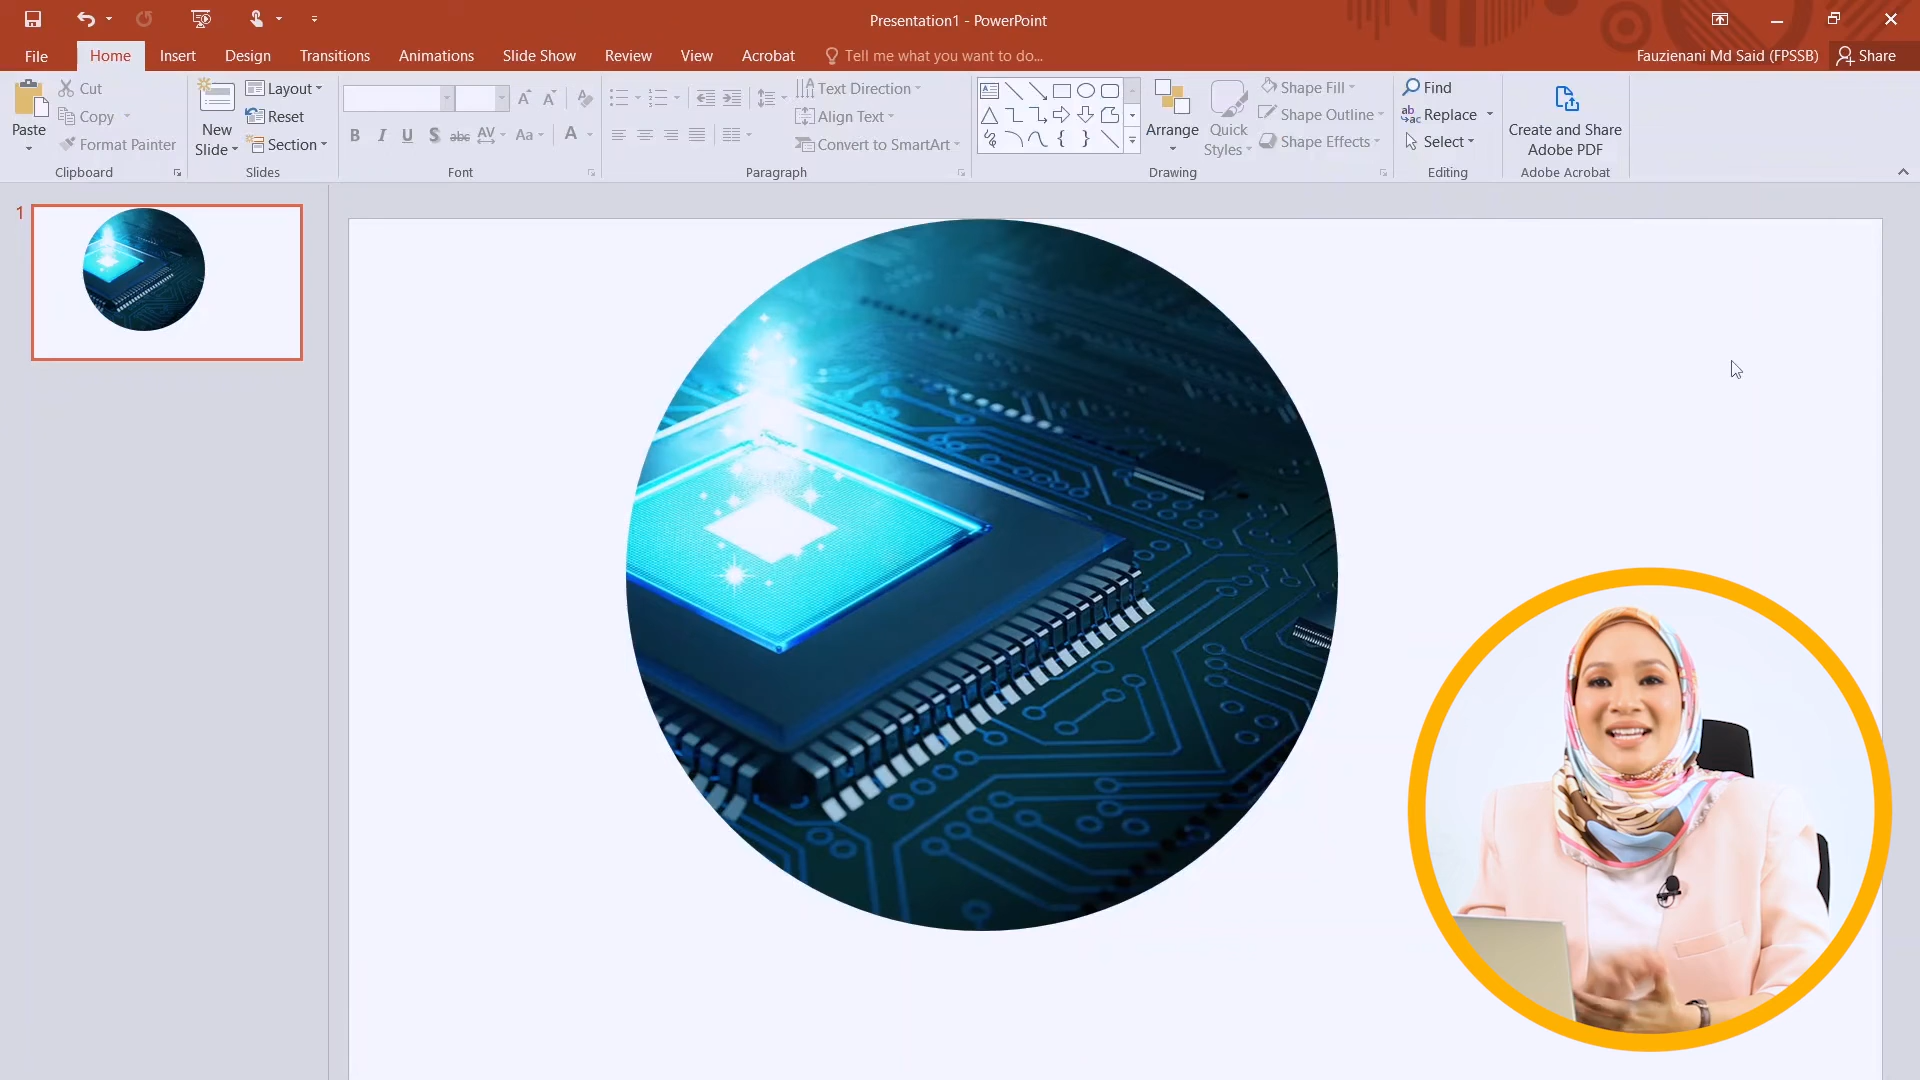 Presentation1 - PowerPoint
File Home Insert Design Transitions Animations Slide Show Review View Acrobat Tell me what you want to do... Fauzienani Md Said (FPSSB) Share
Paste
Cut
Copy
Format Painter
Clipboard
New
Slide
Layout
Reset
Section
Slides
B I U S abc AV Aa A
Font
Text Direction
Align Text
Convert to SmartArt
Paragraph
Arrange
Quick
Styles
Shape Fill
Shape Outline
Shape Effects
Drawing
Find
Replace
Select
Editing
Create and Share
Adobe PDF
Adobe Acrobat
1